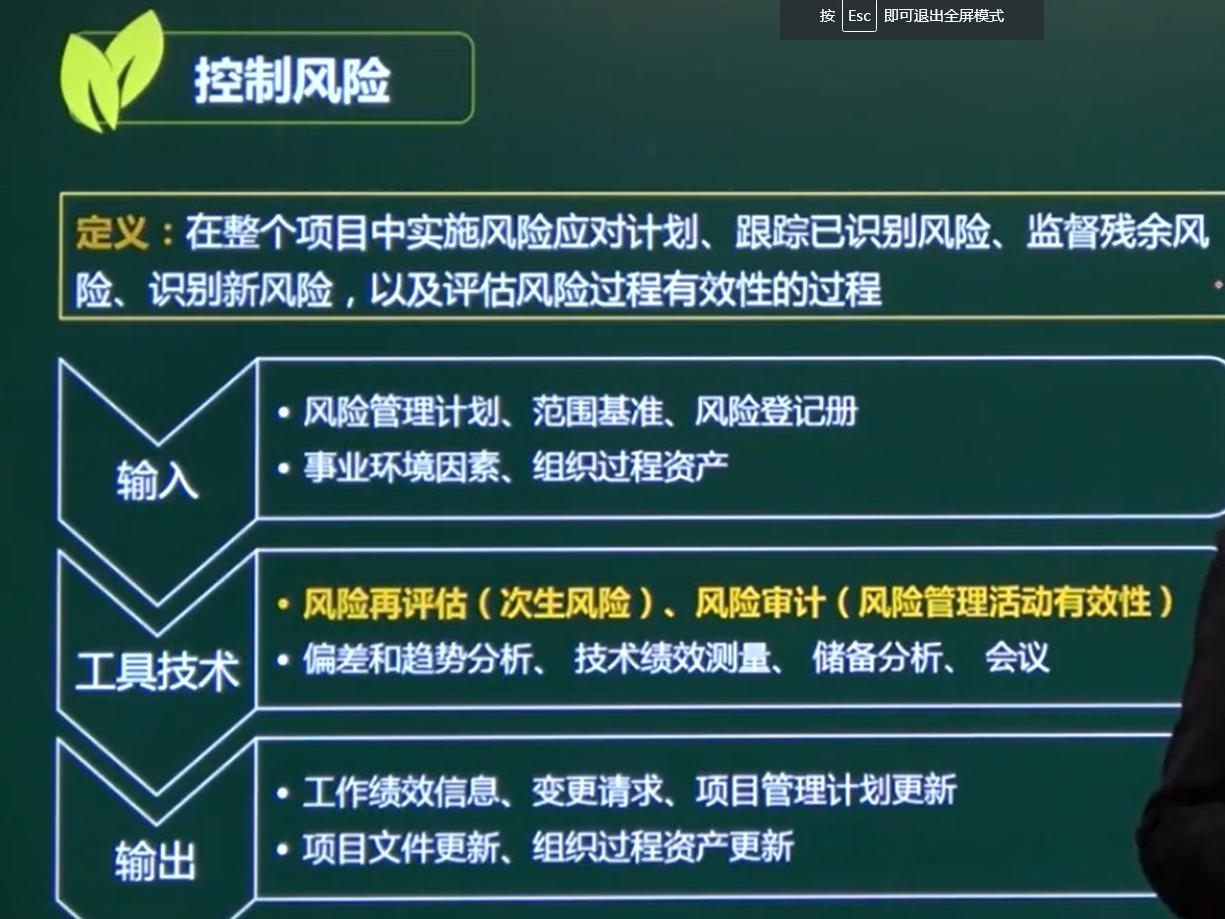 按 Esc 即可退出全屏模式
控制风险
定义：在整个项目中实施风险应对计划、跟踪已识别风险、监督残余风
险、识别新风险，以及评估风险过程有效性的过程
输入
• 风险管理计划、范围基准、风险登记册
• 事业环境因素、组织过程资产
工具技术
• 风险再评估（次生风险）、风险审计（风险管理活动有效性）
• 偏差和趋势分析、 技术绩效测量、 储备分析、 会议
输出
• 工作绩效信息、变更请求、项目管理计划更新
• 项目文件更新、组织过程资产更新